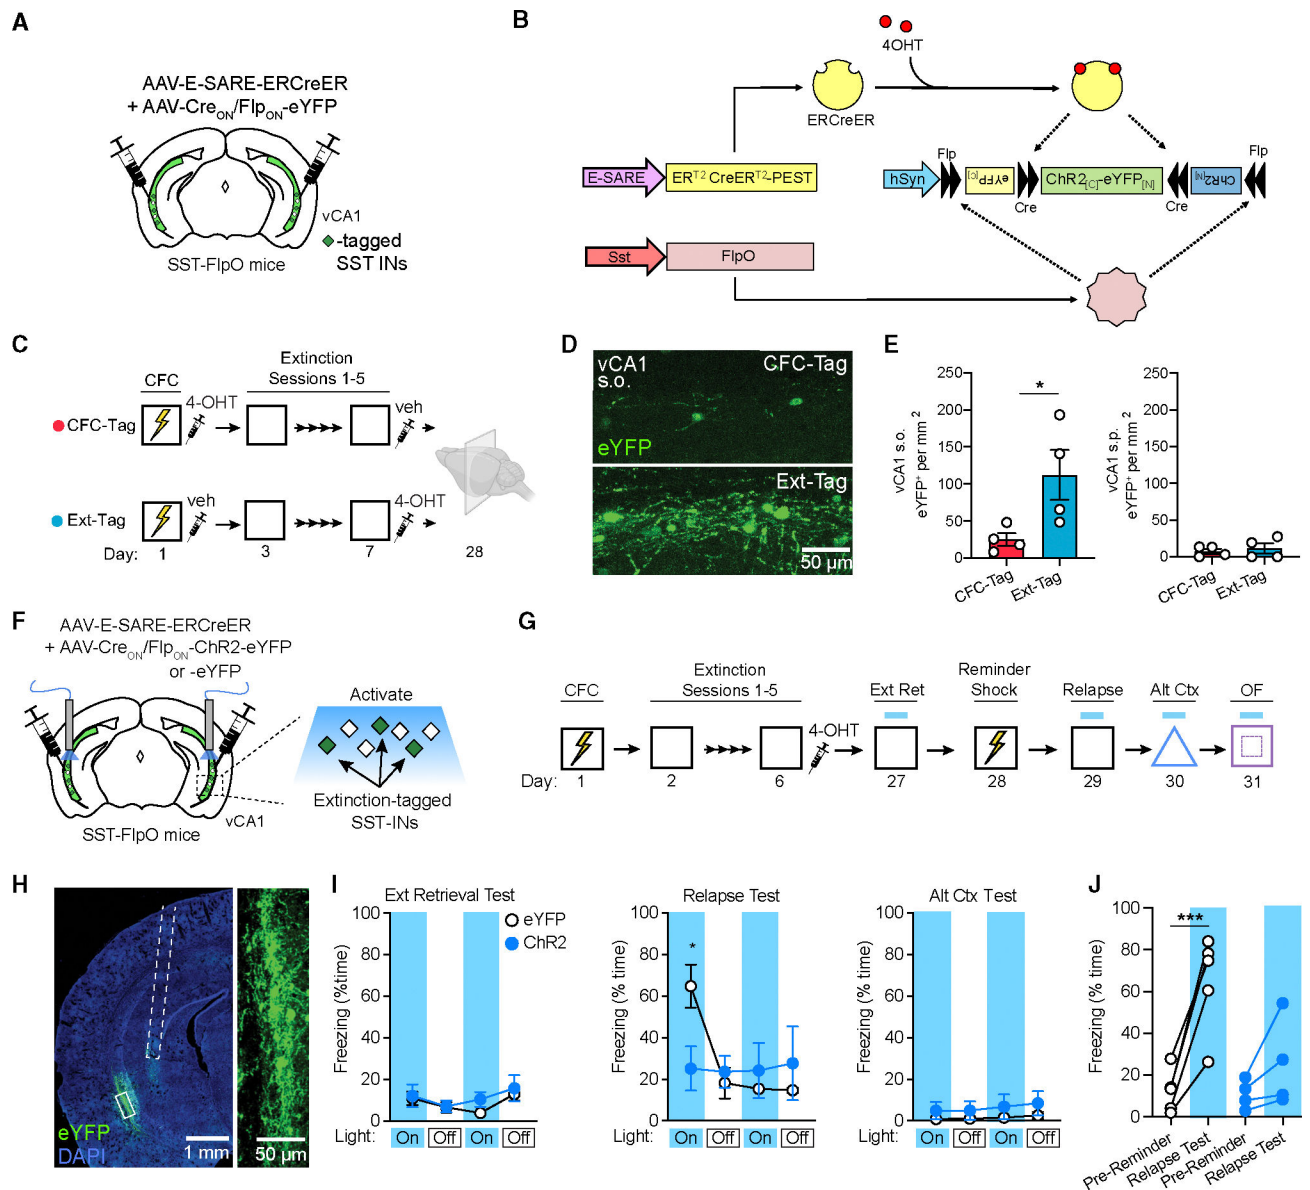 A
AAV-E-SARE-ERCreER
+ AAV-CreON/FlpON-eYFP
vCA1
-tagged
SST INs
SST-FlpO mice
B
4OHT
ERCreER
E-SARE
ERT2 CreERT2-PEST
Sst
FlpO
Flp
Flp
hSyn
eYFP[C]
ChR2[C]-eYFP[N]
ChR2[N]
Cre
Cre
C
CFC
Extinction
Sessions 1-5
CFC-Tag
4-OHT
veh
Ext-Tag
veh
4-OHT
Day:
1
3
7
28
D
vCA1
s.o.
CFC-Tag
eYFP
Ext-Tag
50 µm
E
vCA1 s.o.
eYFP+ per mm 2
250
200
150
100
50
0
*
CFC-Tag
Ext-Tag
vCA1 s.p.
eYFP+ per mm 2
250
200
150
100
50
0
CFC-Tag
Ext-Tag
F
AAV-E-SARE-ERCreER
+ AAV-CreON/FlpON-ChR2-eYFP
or -eYFP
Activate
Extinction-tagged
SST-INs
vCA1
SST-FlpO mice
G
CFC
Extinction
Sessions 1-5
4-OHT
Ext Ret
Reminder
Shock
Relapse
Alt Ctx
OF
Day:
1
2
6
27
28
29
30
31
H
eYFP
DAPI
1 mm
50 µm
I
Ext Retrieval Test
Freezing (%time)
100
80
60
40
20
0
eYFP
ChR2
Light:
On
Off
On
Off
Relapse Test
Freezing (% time)
100
80
60
40
20
0
*
Light:
On
Off
On
Off
Alt Ctx Test
Freezing (% time)
100
80
60
40
20
0
Light:
On
Off
On
Off
J
Freezing (% time)
100
80
60
40
20
0
***
Pre-Reminder
Relapse Test
Pre-Reminder
Relapse Test